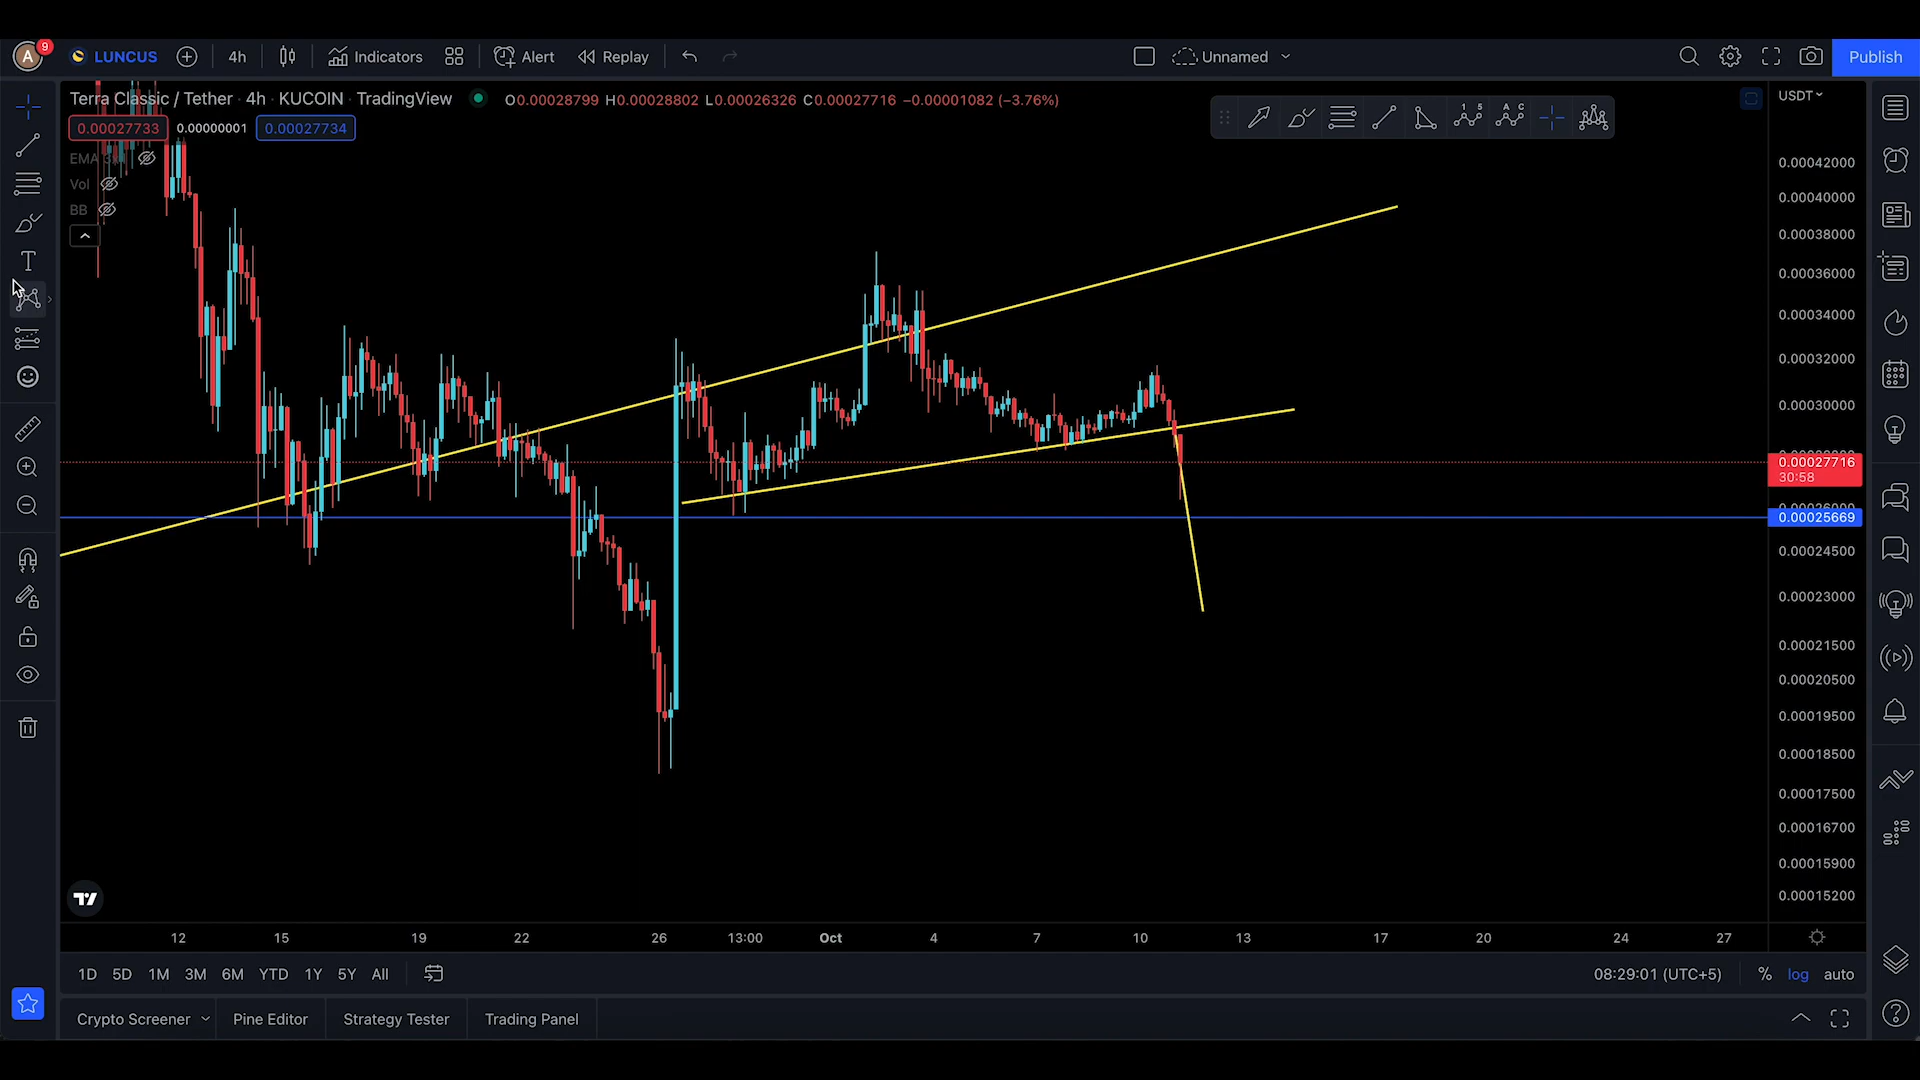 A 9 LUNCUS 4h Indicators Alert Replay Unnamed Publish
Terra Classic / Tether · 4h · KUCOIN · TradingView O0.00028799 H0.00028802 L0.00026326 C0.00027716 −0.00001082 (−3.76%)
USDT
0.00027733 0.00000001 0.00027734
EMA
Vol
BB
T
1 5
A C
0.00042000
0.00040000
0.00038000
0.00036000
0.00034000
0.00032000
0.00030000
0.00027716
30:58
0.00025669
0.00024500
0.00023000
0.00021500
0.00020500
0.00019500
0.00018500
0.00017500
0.00016700
0.00015900
0.00015200
12 15 19 22 26 13:00 Oct 4 7 10 13 17 20 24 27
1D 5D 1M 3M 6M YTD 1Y 5Y All 08:29:01 (UTC+5) % log auto
Crypto Screener Pine Editor Strategy Tester Trading Panel